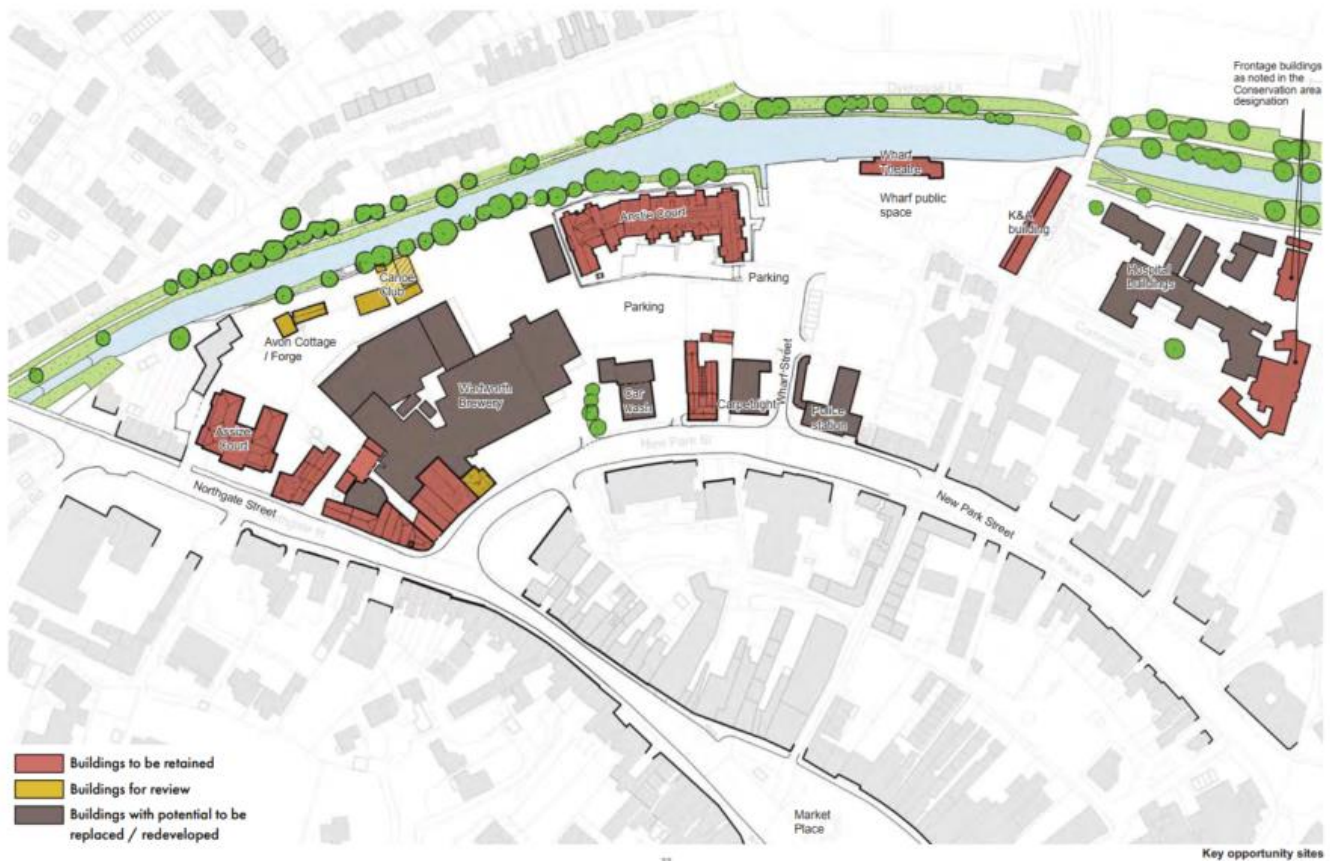 Frontage buildings
as noted in the
Conservation area
designation
Wharf
Theatre
Wharf public
space
K&A
building
Anstie Court
Hospital
buildings
Canoe
Club
Parking
Parking
Avon Cottage
/ Forge
Wadworth
Brewery
Car
wash
Carpetright
Wharf Street
Police
station
Assize
Court
New Park St
Northgate Street
New Park Street
Market
Place
Buildings to be retained
Buildings for review
Buildings with potential to be
replaced / redeveloped
Key opportunity sites